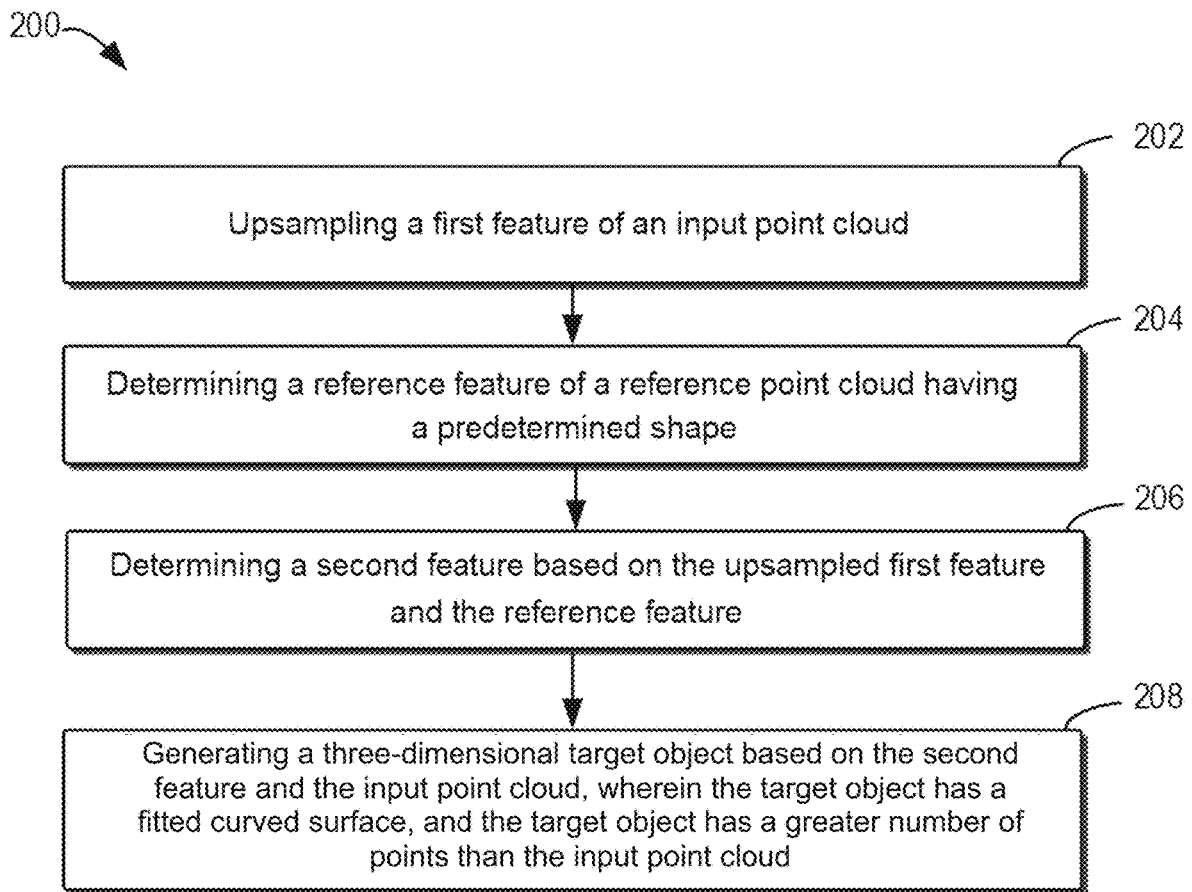 200
202
Upsampling a first feature of an input point cloud
204
Determining a reference feature of a reference point cloud having
a predetermined shape
206
Determining a second feature based on the upsampled first feature
and the reference feature
208
Generating a three-dimensional target object based on the second
feature and the input point cloud, wherein the target object has a
fitted curved surface, and the target object has a greater number of
points than the input point cloud